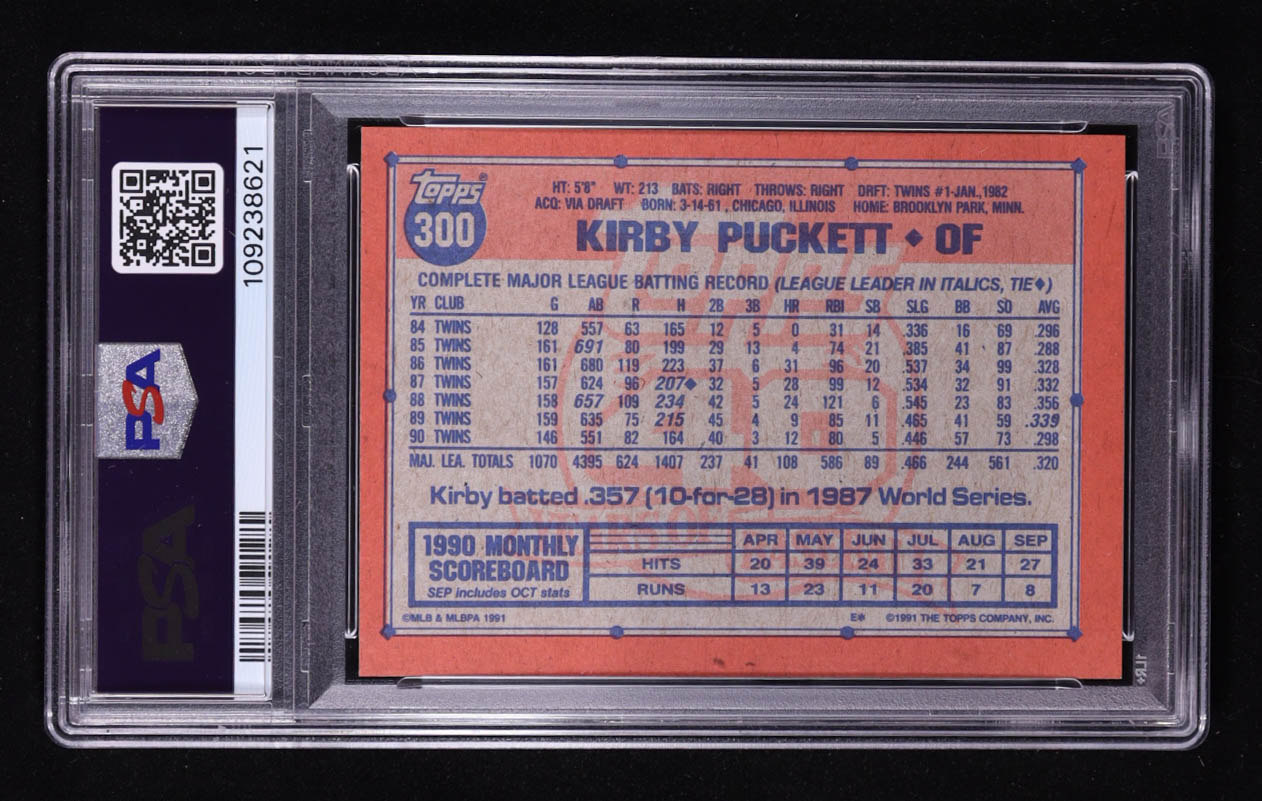 109238621
PSA
PSA
TOPPS®
300
HT: 5'8" WT: 213 BATS: RIGHT THROWS: RIGHT DRFT: TWINS #1-JAN.,1982
ACQ: VIA DRAFT BORN: 3-14-61 , CHICAGO, ILLINOIS HOME: BROOKLYN PARK, MINN.
KIRBY PUCKETT ◆ OF
COMPLETE MAJOR LEAGUE BATTING RECORD (LEAGUE LEADER IN ITALICS, TIE◆)
YR CLUB G AB R H 2B 3B HR RBI SB SLG BB SO AVG
84 TWINS 128 557 63 165 12 5 0 31 14 .336 16 69 .296
85 TWINS 161 691 80 199 29 13 4 74 21 .385 41 87 .288
86 TWINS 161 680 119 223 37 6 31 96 20 .537 34 99 .328
87 TWINS 157 624 96 207◆ 32 5 28 99 12 .534 32 91 .332
88 TWINS 158 657 109 234 42 5 24 121 6 .545 23 83 .356
89 TWINS 159 635 75 215 45 4 9 85 11 .465 41 59 .339
90 TWINS 146 551 82 164 40 3 12 80 5 .446 57 73 .298
MAJ. LEA. TOTALS 1070 4395 624 1407 237 41 108 586 89 .466 244 561 .320
Kirby batted .357 (10-for-28) in 1987 World Series.
1990 MONTHLY
SCOREBOARD
SEP includes OCT stats
APR MAY JUN JUL AUG SEP
HITS 20 39 24 33 21 27
RUNS 13 23 11 20 7 8
©MLB & MLBPA 1991 E✱ ©1991 THE TOPPS COMPANY, INC.
TOPPS
40
YEARS OF